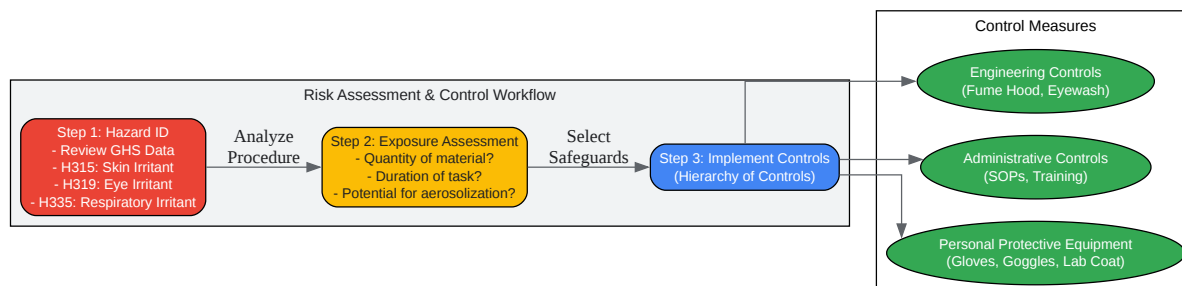 Control Measures
Engineering Controls
(Fume Hood, Eyewash)
Risk Assessment & Control Workflow
Step 1: Hazard ID
- Review GHS Data
- H315: Skin Irritant
- H319: Eye Irritant
- H335: Respiratory Irritant
Analyze
Procedure
Step 2: Exposure Assessment
- Quantity of material?
- Duration of task?
- Potential for aerosolization?
Select
Safeguards
Step 3: Implement Controls
(Hierarchy of Controls)
Administrative Controls
(SOPs, Training)
Personal Protective Equipment
(Gloves, Goggles, Lab Coat)